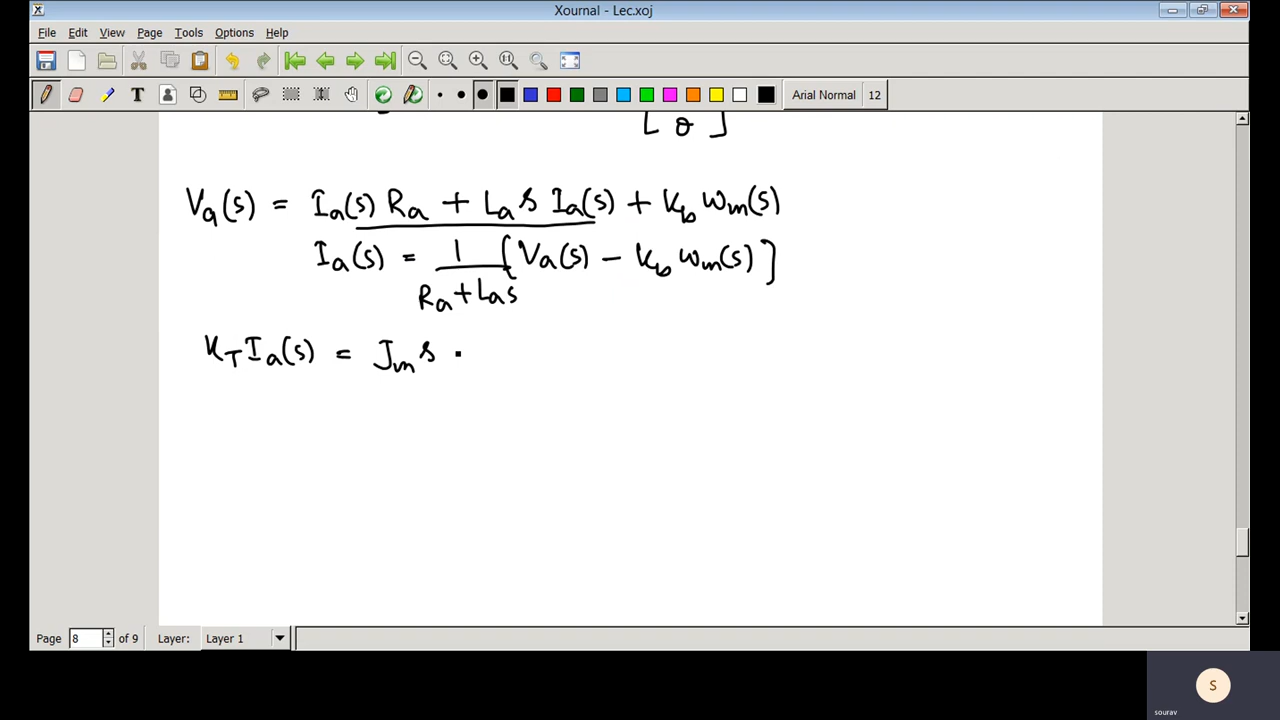 Xournal - Lec.xoj
File Edit View Page Tools Options Help
Arial Normal 12
[ θ ]
Va(s) = Ia(s) Ra + La s Ia(s) + Kb ωm(s)
Ia(s) = 1 [Va(s) - Kb ωm(s)]
Ra + Las
KT Ia(s) = Jm s
Page 8 of 9 Layer: Layer 1
S
sourav